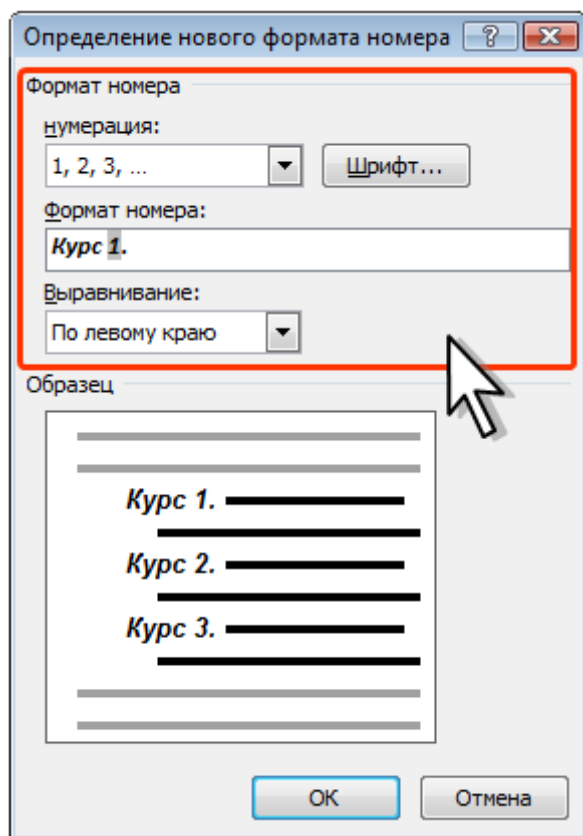 Определение нового формата номера
Формат номера
нумерация:
1, 2, 3, ...
Шрифт...
Формат номера:
Курс 1.
Выравнивание:
По левому краю
Образец
Курс 1.
Курс 2.
Курс 3.
ОК
Отмена